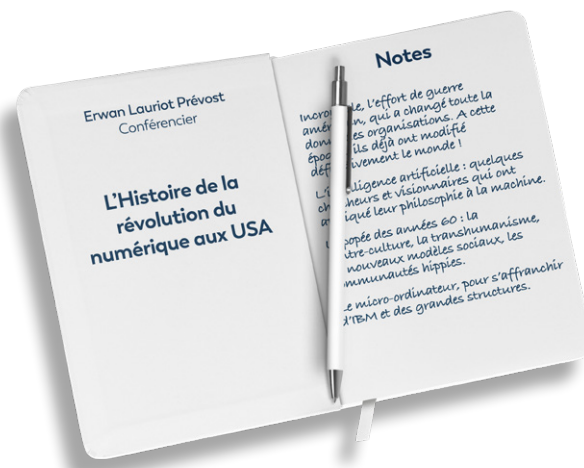 Erwan Lauriot Prévost
Conférencier
L'Histoire de la
révolution du
numérique aux USA
Notes
l'effort de guerre
qui a changé toute la
organisations. A cette
ils déjà ont modifié
le monde !
artificielle : quelques
et visionnaires qui ont
leur philosophie à la machine.
des années 60 : la
la transhumanisme,
nouveaux modèles sociaux, les
hippies.
micro-ordinateur, pour s'affranchir
d'IBM et des grandes structures.